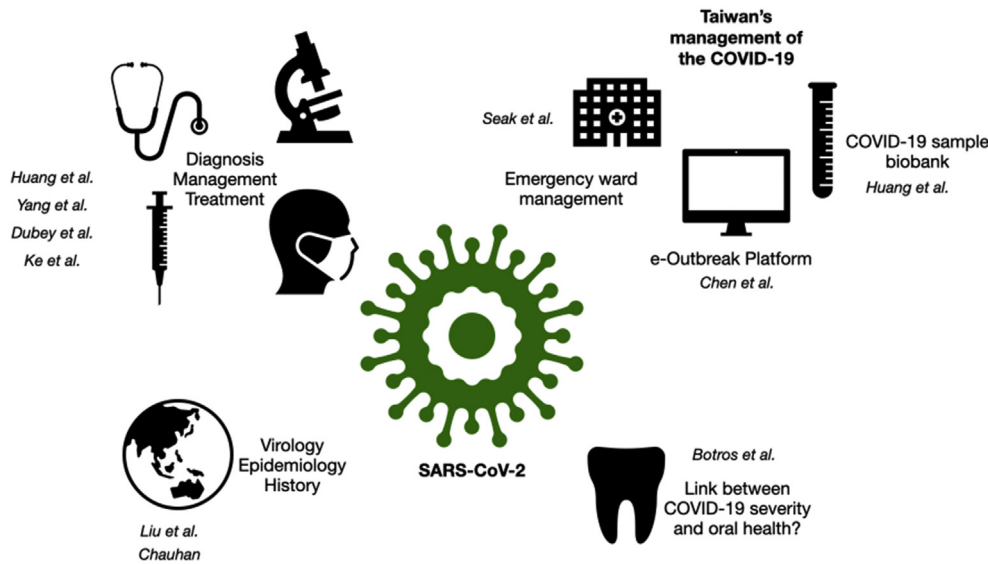 Taiwan's
management of
the COVID-19
Diagnosis
Management
Treatment
Huang et al.
Yang et al.
Dubey et al.
Ke et al.
Seak et al.
Emergency ward
management
COVID-19 sample
biobank
Huang et al.
e-Outbreak Platform
Chen et al.
SARS-CoV-2
Virology
Epidemiology
History
Liu et al.
Chauhan
Botros et al.
Link between
COVID-19 severity
and oral health?